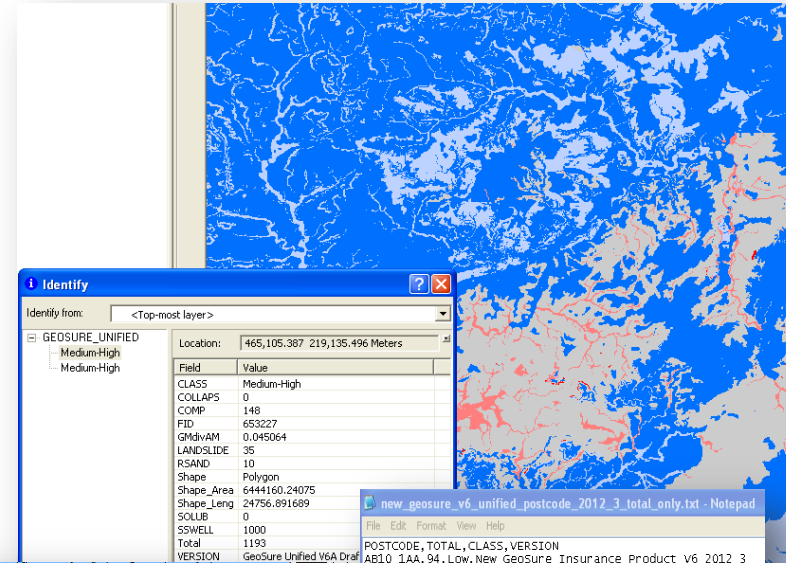 Identify
Identify from: <Top-most layer>
GEOSURE_UNIFIED
Medium-High
Medium-High
Location: 465,105.387 219,135.496 Meters
Field Value
CLASS Medium-High
COLLAPS 0
COMP 148
FID 653227
GMdivAM 0.045064
LANDSLIDE 35
RSAND 10
Shape Polygon
Shape_Area 6444160.24075
Shape_Leng 24756.891689
SOLUB 0
SSWELL 1000
Total 1193
VERSION GeoSure Unified V6A Draf
new_geosure_v6_unified_postcode_2012_3_total_only.txt - Notepad
File Edit Format View Help
POSTCODE,TOTAL,CLASS,VERSION
AB10 1AA,94,Low,New GeoSure Insurance Product V6 2012 3